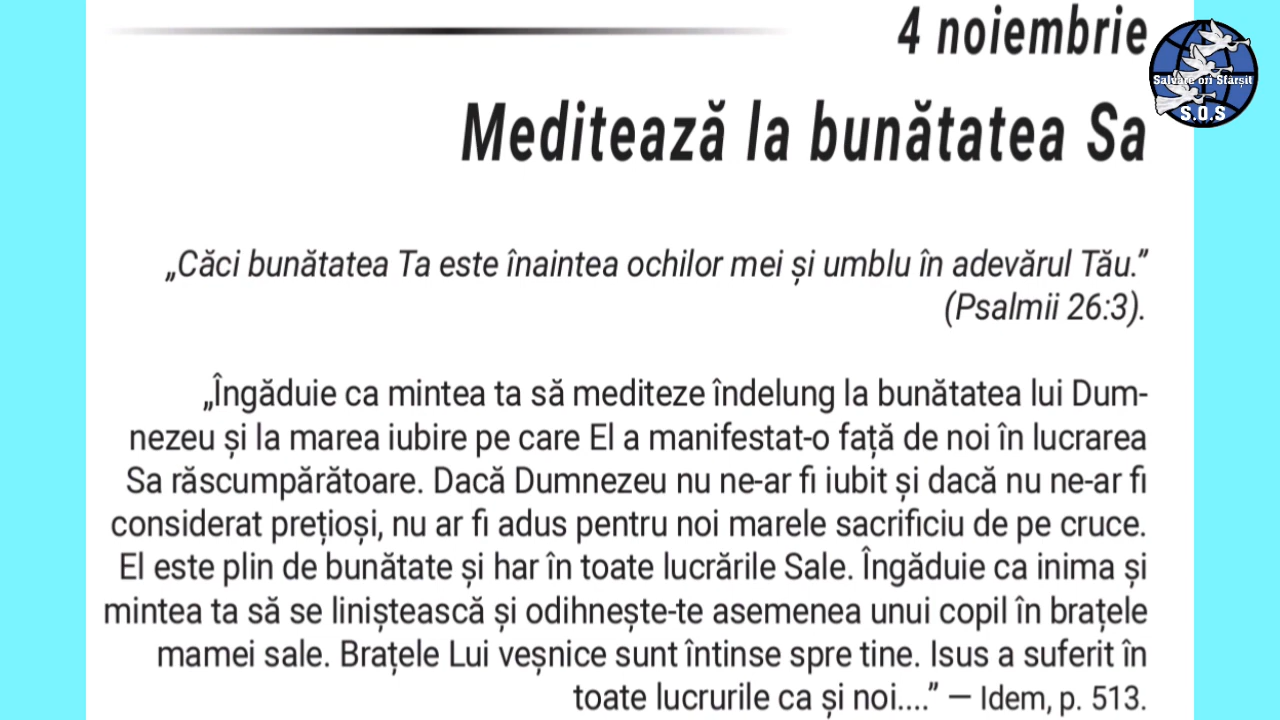 4 noiembrie
Salvare ori Sfârșit
S.O.S
Meditează la bunătatea Sa
„Căci bunătatea Ta este înaintea ochilor mei și umblu în adevărul Tău.”
(Psalmii 26:3).
„Îngăduie ca mintea ta să mediteze îndelung la bunătatea lui Dum-
nezeu și la marea iubire pe care El a manifestat-o față de noi în lucrarea
Sa răscumpărătoare. Dacă Dumnezeu nu ne-ar fi iubit și dacă nu ne-ar fi
considerat prețioși, nu ar fi adus pentru noi marele sacrificiu de pe cruce.
El este plin de bunătate și har în toate lucrările Sale. Îngăduie ca inima și
mintea ta să se liniștească și odihnește-te asemenea unui copil în brațele
mamei sale. Brațele Lui veșnice sunt întinse spre tine. Isus a suferit în
toate lucrurile ca și noi....” — Idem, p. 513.